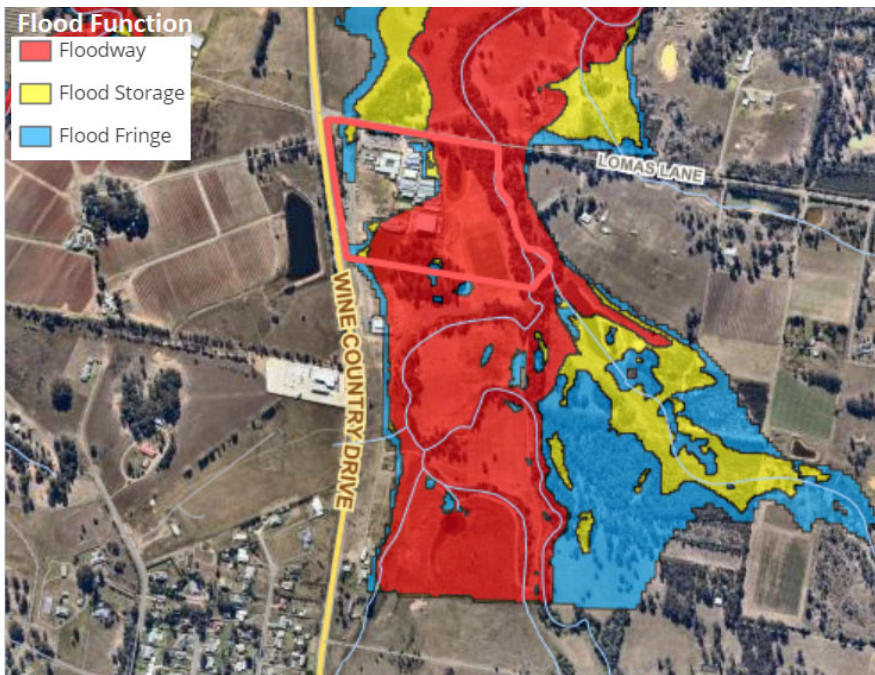 Flood Function
Floodway
Flood Storage
Flood Fringe
LOMAS LANE
WINE COUNTRY DRIVE